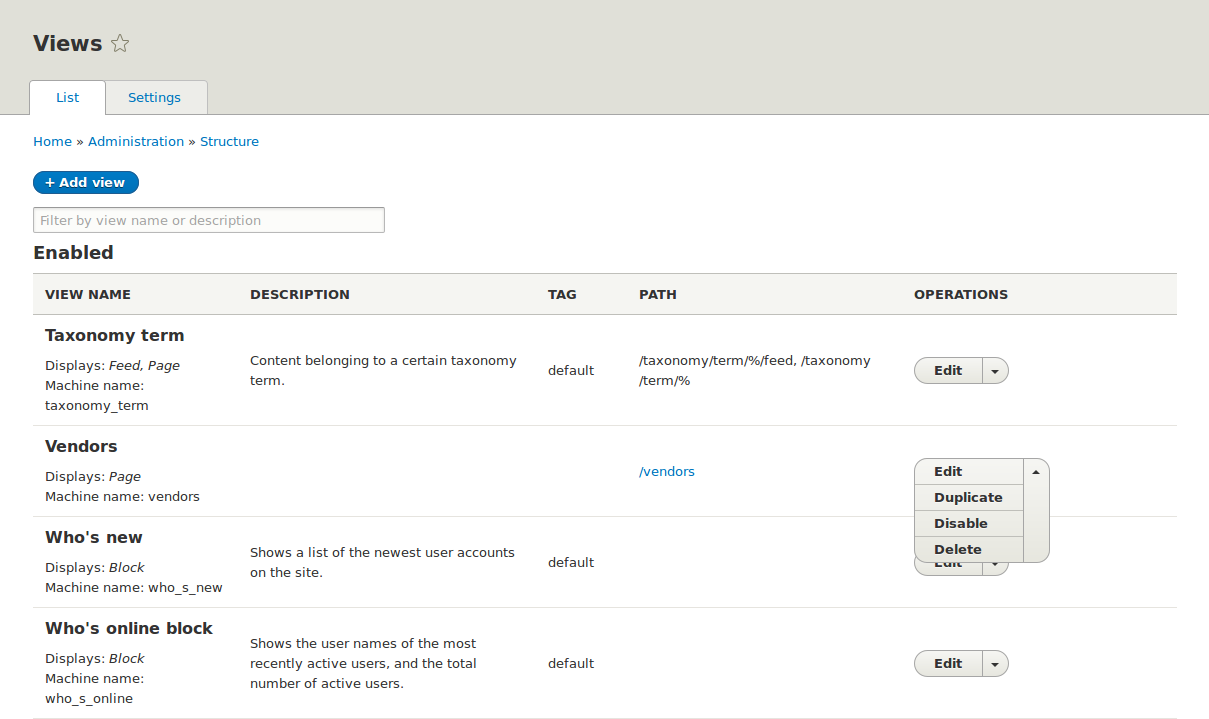 Views
List
Settings
Home » Administration » Structure
+ Add view
Filter by view name or description
Enabled
VIEW NAME DESCRIPTION TAG PATH OPERATIONS
Taxonomy term
Displays: Feed, Page
Machine name:
taxonomy_term
Content belonging to a certain taxonomy
term.
default
/taxonomy/term/%/feed, /taxonomy
/term/%
Edit
Vendors
Displays: Page
Machine name: vendors
/vendors
Edit
Duplicate
Disable
Delete
Who's new
Displays: Block
Machine name: who_s_new
Shows a list of the newest user accounts
on the site.
default
Edit
Who's online block
Displays: Block
Machine name:
who_s_online
Shows the user names of the most
recently active users, and the total
number of active users.
default
Edit